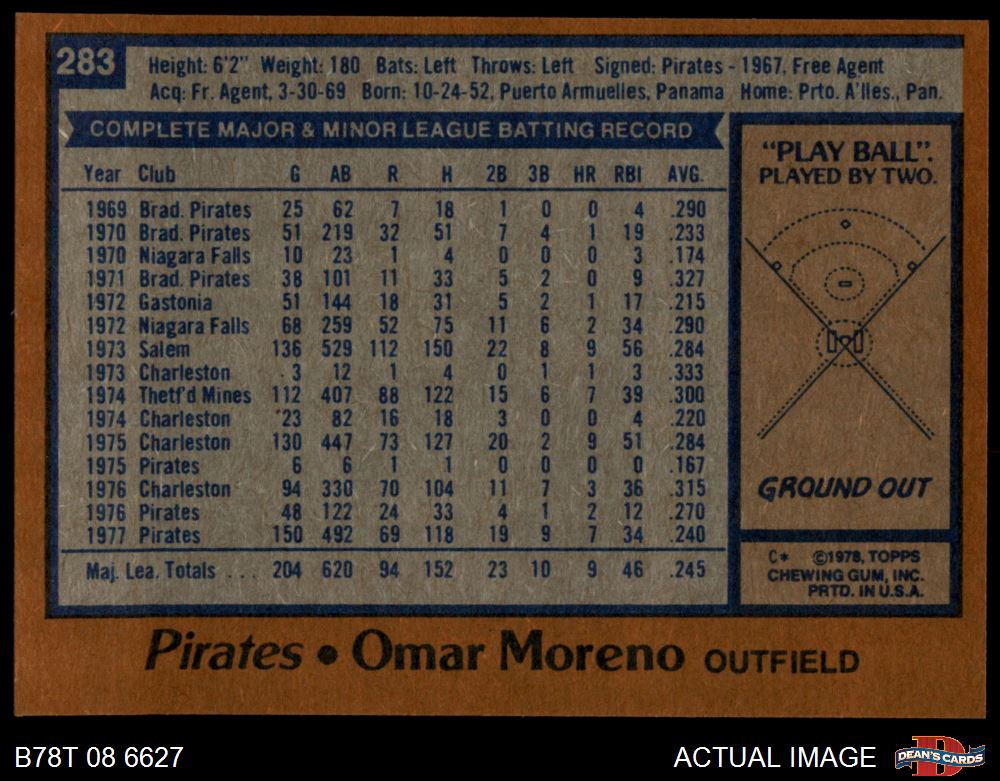 283
Height: 6'2" Weight: 180 Bats: Left Throws: Left Signed: Pirates - 1967, Free Agent
Acq: Fr. Agent, 3-30-69 Born: 10-24-52, Puerto Armuelles, Panama Home: Prto. A'lles., Pan.
COMPLETE MAJOR & MINOR LEAGUE BATTING RECORD
Year Club G AB R H 2B 3B HR RBI AVG.
1969 Brad. Pirates 25 62 7 18 1 0 0 4 .290
1970 Brad. Pirates 51 219 32 51 7 4 1 19 .233
1970 Niagara Falls 10 23 1 4 0 0 0 3 .174
1971 Brad. Pirates 38 101 11 33 5 2 0 9 .327
1972 Gastonia 51 144 18 31 5 2 1 17 .215
1972 Niagara Falls 68 259 52 75 11 6 2 34 .290
1973 Salem 136 529 112 150 22 8 9 56 .284
1973 Charleston 3 12 1 4 0 1 1 3 .333
1974 Thetf'd Mines 112 407 88 122 15 6 7 39 .300
1974 Charleston 23 82 16 18 3 0 0 4 .220
1975 Charleston 130 447 73 127 20 2 9 51 .284
1975 Pirates 6 6 1 1 0 0 0 0 .167
1976 Charleston 94 330 70 104 11 7 3 36 .315
1976 Pirates 48 122 24 33 4 1 2 12 .270
1977 Pirates 150 492 69 118 19 9 7 34 .240
Maj. Lea. Totals . . . 204 620 94 152 23 10 9 46 .245
"PLAY BALL".
PLAYED BY TWO.
GROUND OUT
C* ©1978, TOPPS
CHEWING GUM, INC.
PRTD. IN U.S.A.
Pirates • Omar Moreno OUTFIELD
B78T 08 6627
ACTUAL IMAGE
D
DEAN'S CARDS